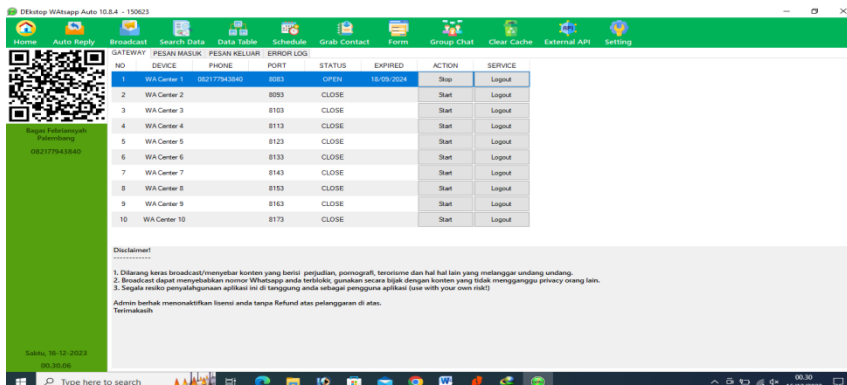 DEkstop WAtsapp Auto 10.8.4 - 150623
Home Auto Reply Broadcast Search Data Data Table Schedule Grab Contact Form Group Chat Clear Cache External API Setting
GATEWAY PESAN MASUK PESAN KELUAR ERROR LOG
NO DEVICE PHONE PORT STATUS EXPIRED ACTION SERVICE
1 WA Center 1 082177943840 8083 OPEN 18/09/2024 Stop Logout
2 WA Center 2 8093 CLOSE Start Logout
3 WA Center 3 8103 CLOSE Start Logout
4 WA Center 4 8113 CLOSE Start Logout
5 WA Center 5 8123 CLOSE Start Logout
6 WA Center 6 8133 CLOSE Start Logout
7 WA Center 7 8143 CLOSE Start Logout
8 WA Center 8 8153 CLOSE Start Logout
9 WA Center 9 8163 CLOSE Start Logout
10 WA Center 10 8173 CLOSE Start Logout
Bagas Febriansyah
Palembang
082177943840
Disclaimer!
------------
1. Dilarang keras broadcast/menyebar konten yang berisi perjudian, pornografi, terorisme dan hal hal lain yang melanggar undang undang.
2. Broadcast dapat menyebabkan nomor Whatsapp anda terblokir, gunakan secara bijak dengan konten yang tidak mengganggu privacy orang lain.
3. Segala resiko penyalahgunaan aplikasi ini di tanggung anda sebagai pengguna aplikasi (use with your own risk!)
Admin berhak menonaktifkan lisensi anda tanpa Refund atas pelanggaran di atas.
Terimakasih
Sabtu, 16-12-2023
00.30.06
Type here to search
00.30